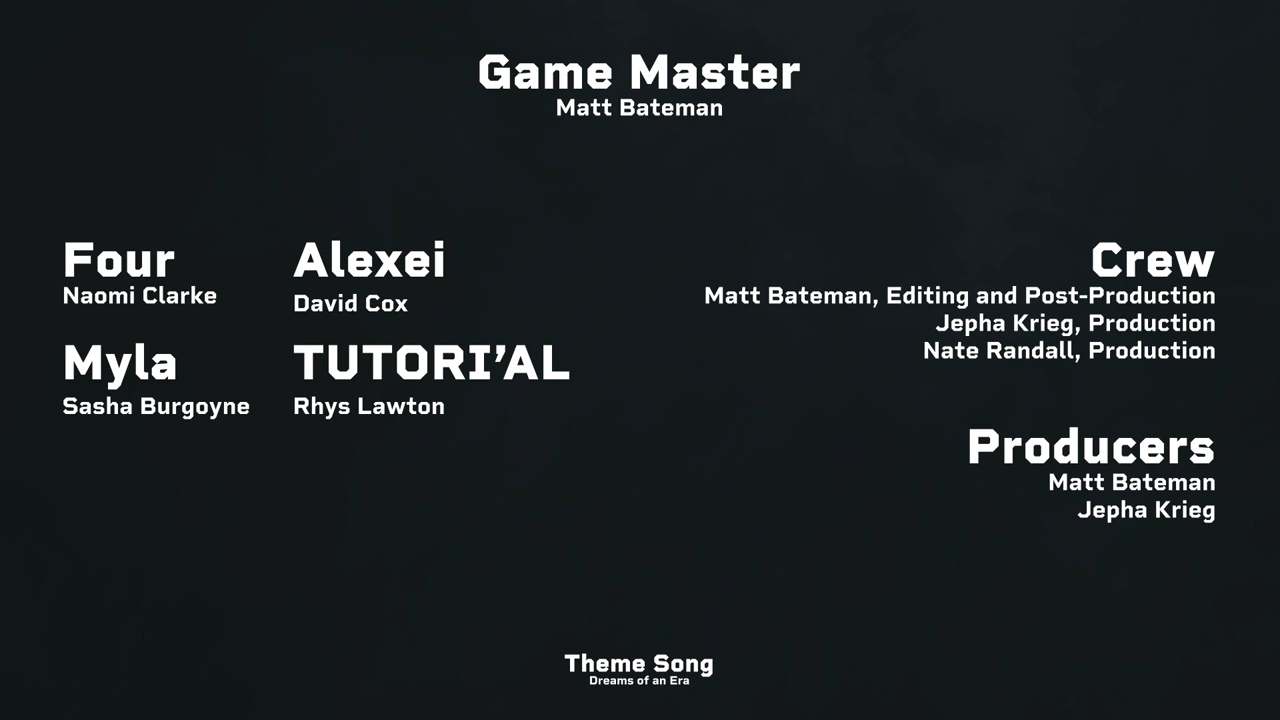 Game Master
Matt Bateman
Four
Naomi Clarke
Alexei
David Cox
Myla
Sasha Burgoyne
TUTORI’AL
Rhys Lawton
Crew
Matt Bateman, Editing and Post-Production
Jepha Krieg, Production
Nate Randall, Production
Producers
Matt Bateman
Jepha Krieg
Theme Song
Dreams of an Era